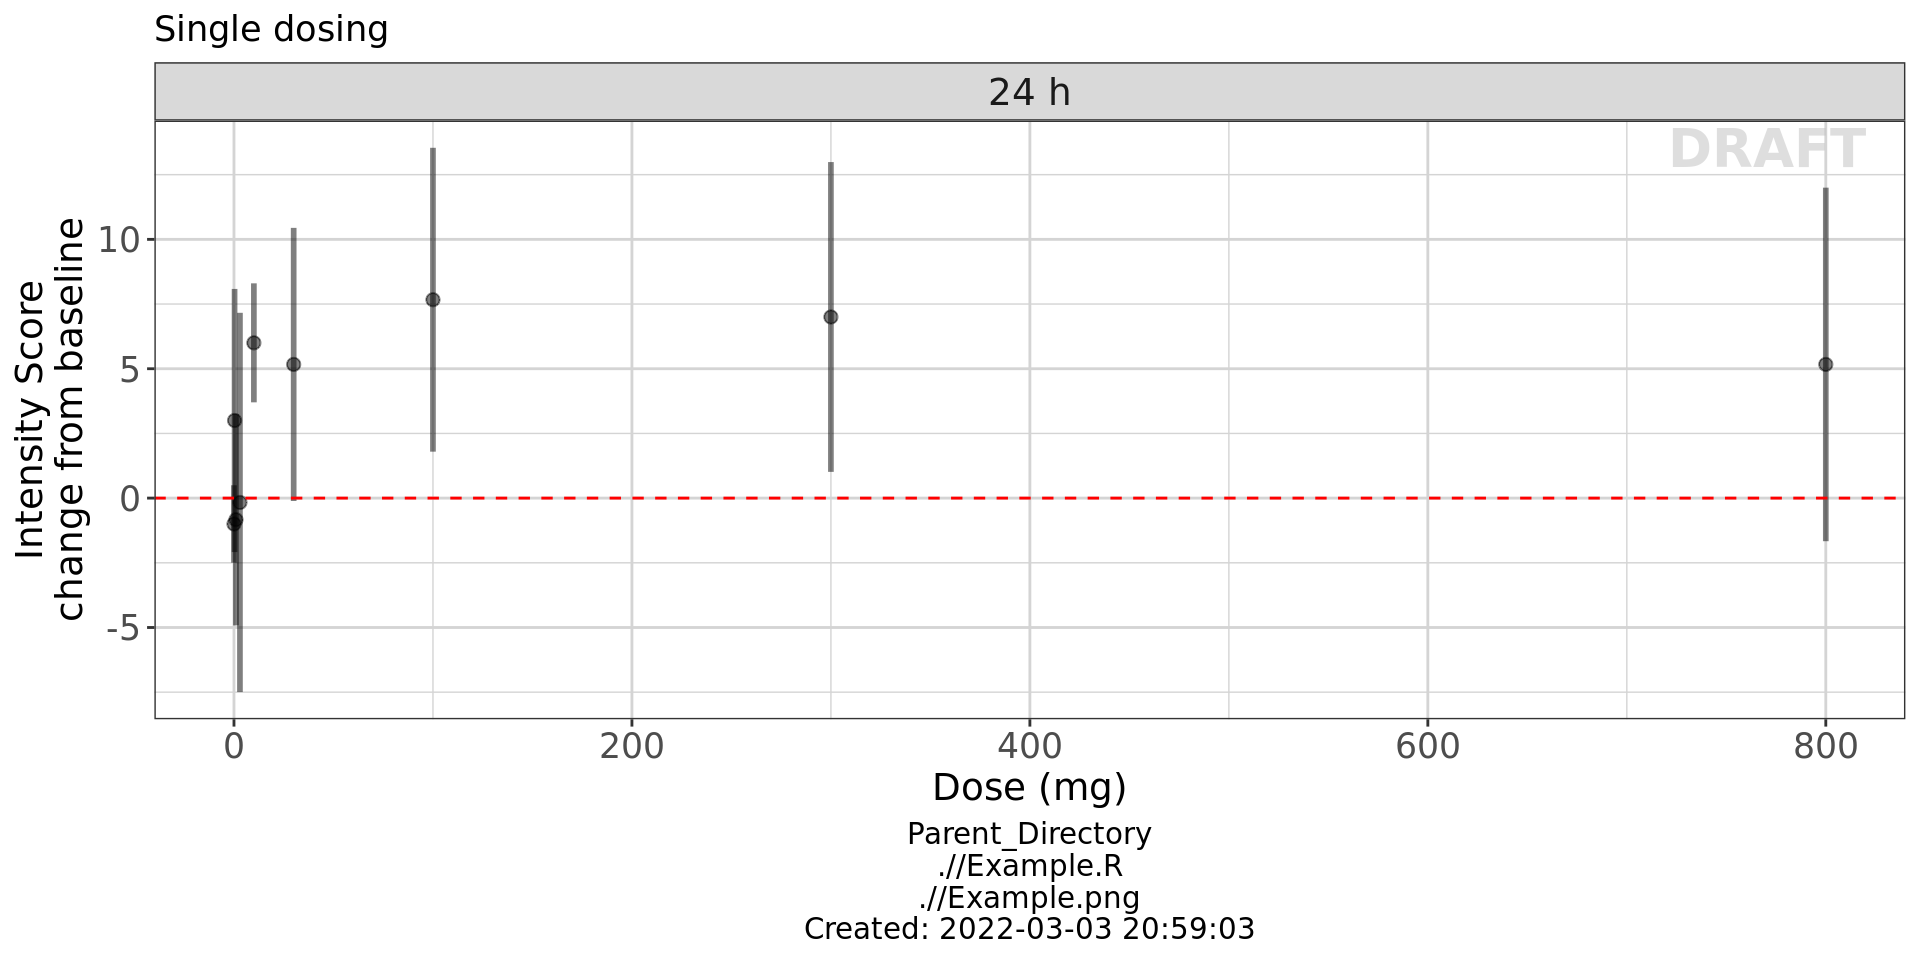 Single dosing
24 h
DRAFT
Intensity Score
change from baseline
10
5
0
-5
0
200
400
600
800
Dose (mg)
Parent_Directory
.//Example.R
.//Example.png
Created: 2022-03-03 20:59:03